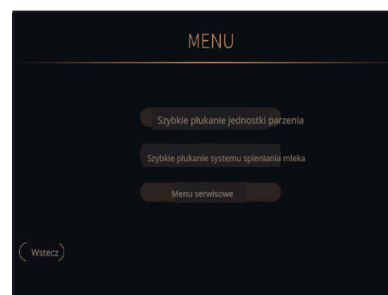 MENU
Szybkie płukanie jednostki parzenia
Szybkie płukanie systemu spieniania mleka
Menu serwisowe
Wstecz